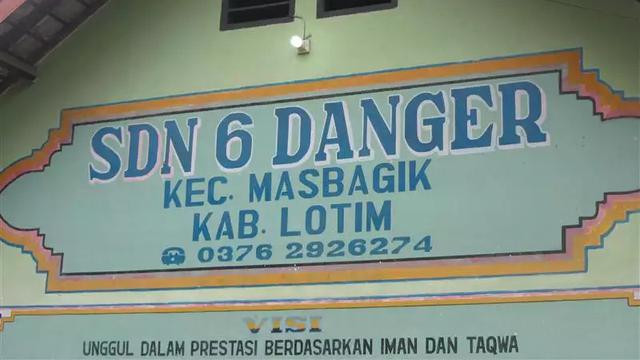 SDN 6 DANGER
KEC. MASBAGIK
KAB. LOTIM
☎ 0376 2926274
VISI
UNGGUL DALAM PRESTASI BERDASARKAN IMAN DAN TAQWA